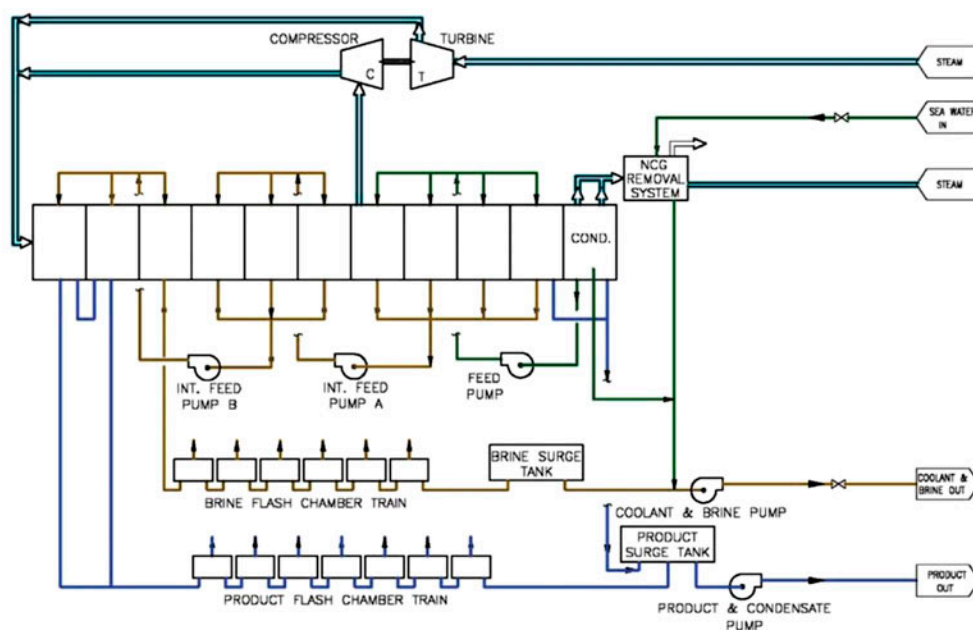 COMPRESSOR
TURBINE
C
T
STEAM
SEA WATER
IN
NCG
REMOVAL
SYSTEM
STEAM
COND.
INT. FEED
PUMP B
INT. FEED
PUMP A
FEED
PUMP
BRINE SURGE
TANK
BRINE FLASH CHAMBER TRAIN
COOLANT & BRINE PUMP
COOLANT
& BRINE OUT
PRODUCT
SURGE TANK
PRODUCT FLASH CHAMBER TRAIN
PRODUCT & CONDENSATE
PUMP
PRODUCT
OUT